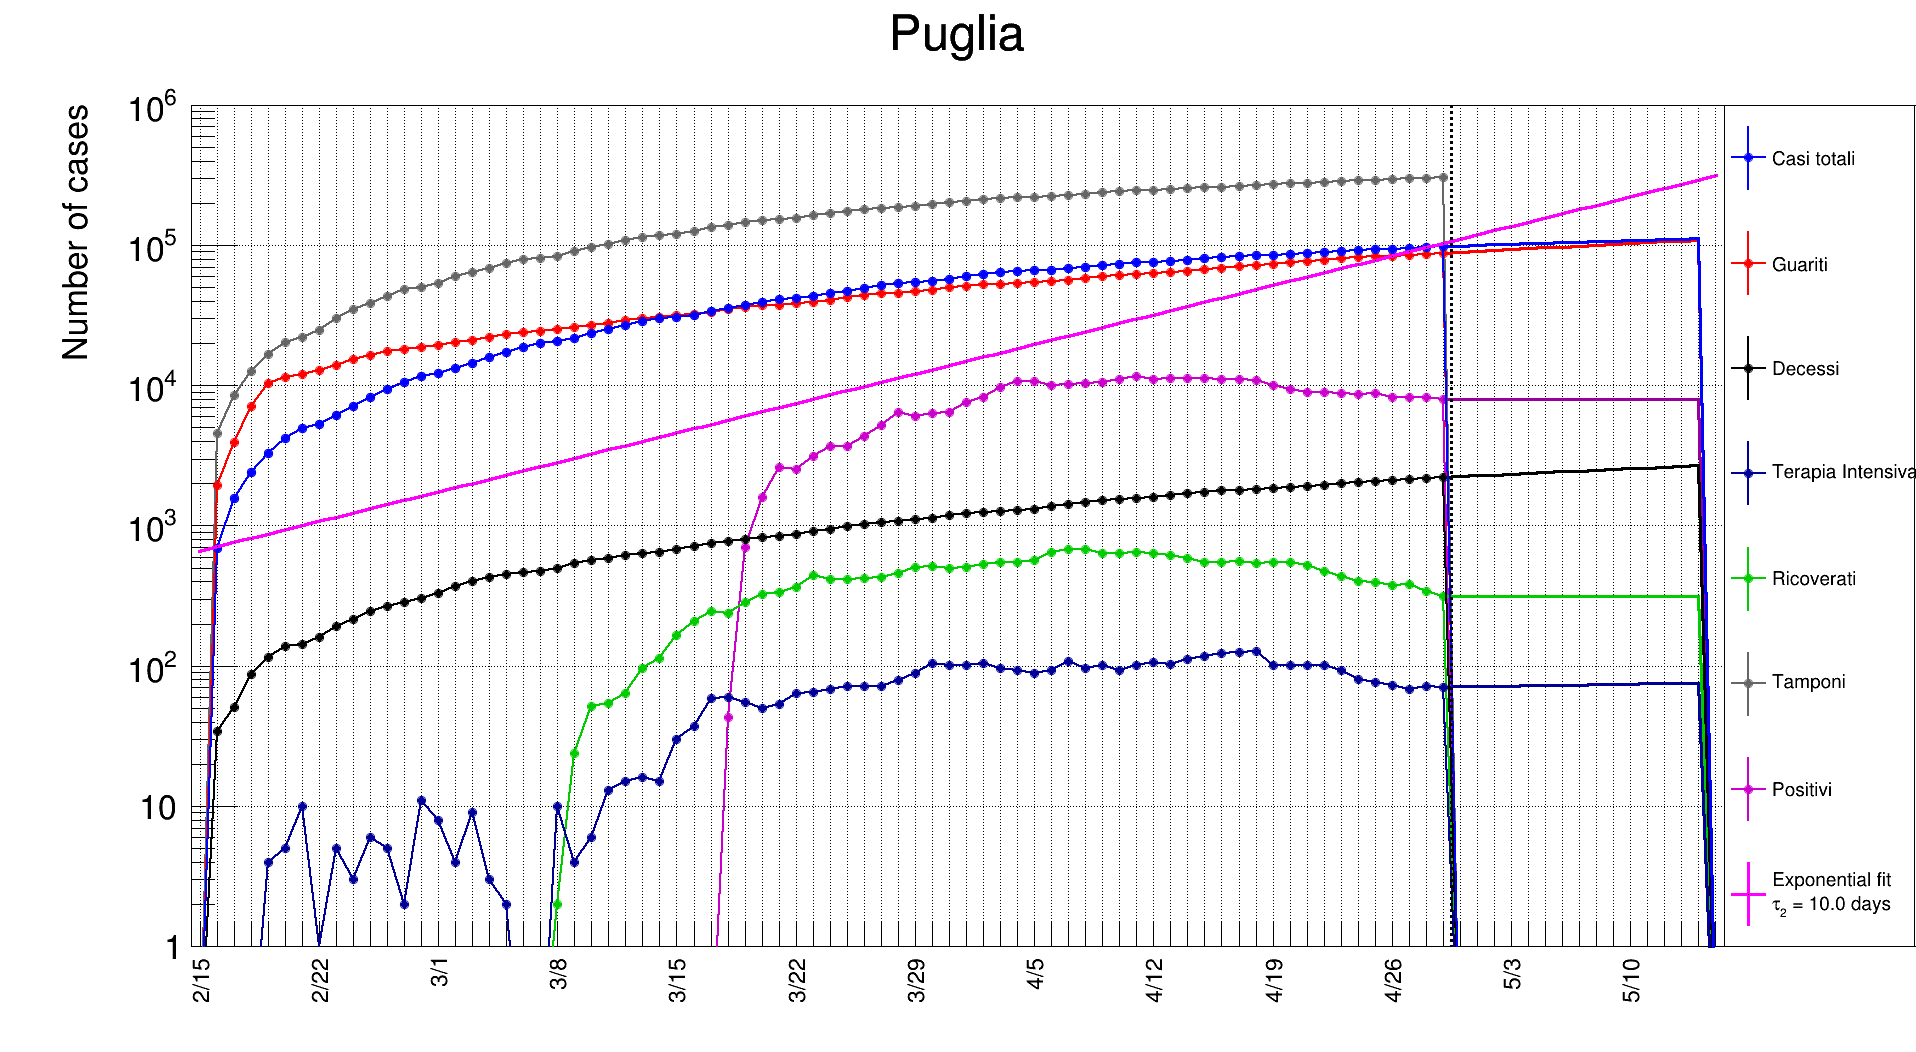 Puglia
Number of cases
10^6
10^5
10^4
10^3
10^2
10
1
2/15
2/22
3/1
3/8
3/15
3/22
3/29
4/5
4/12
4/19
4/26
5/3
5/10
Casi totali
Guariti
Decessi
Terapia Intensiva
Ricoverati
Tamponi
Positivi
Exponential fit
τ₂ = 10.0 days